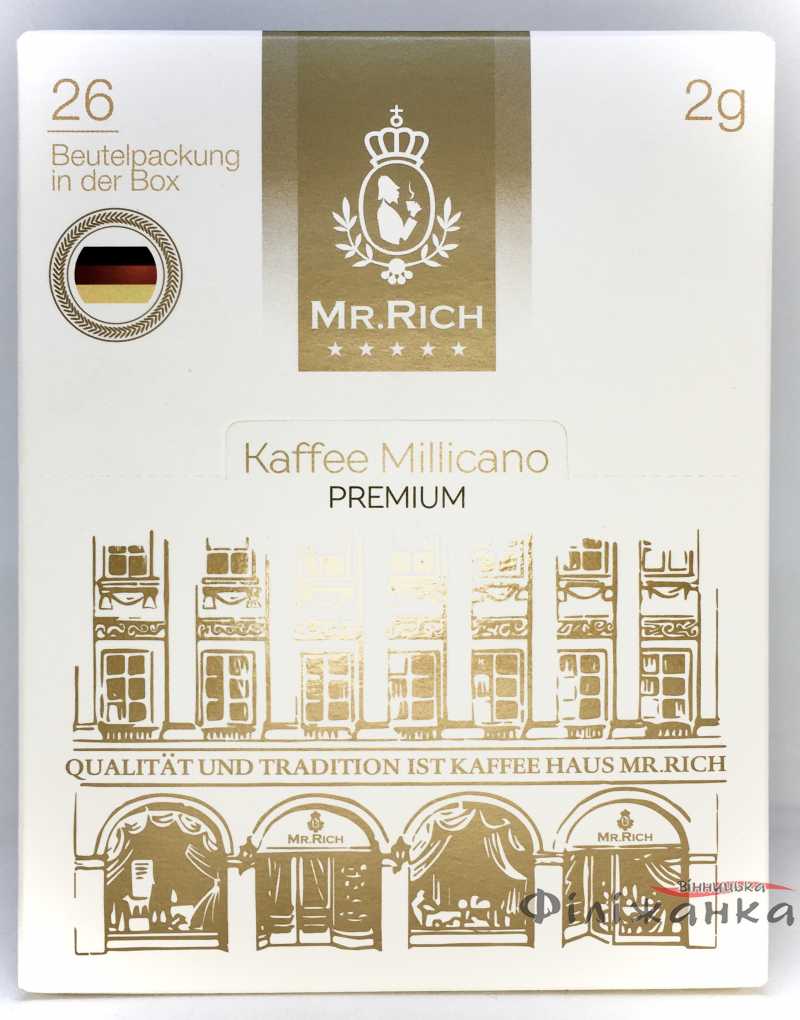 26
Beutelpackung
in der Box
2g
MR.RICH
Kaffee Millicano
PREMIUM
QUALITÄT UND TRADITION IST KAFFEE HAUS MR.RICH
MR.RICH
MR.RICH
Вінницька
Філіжанка